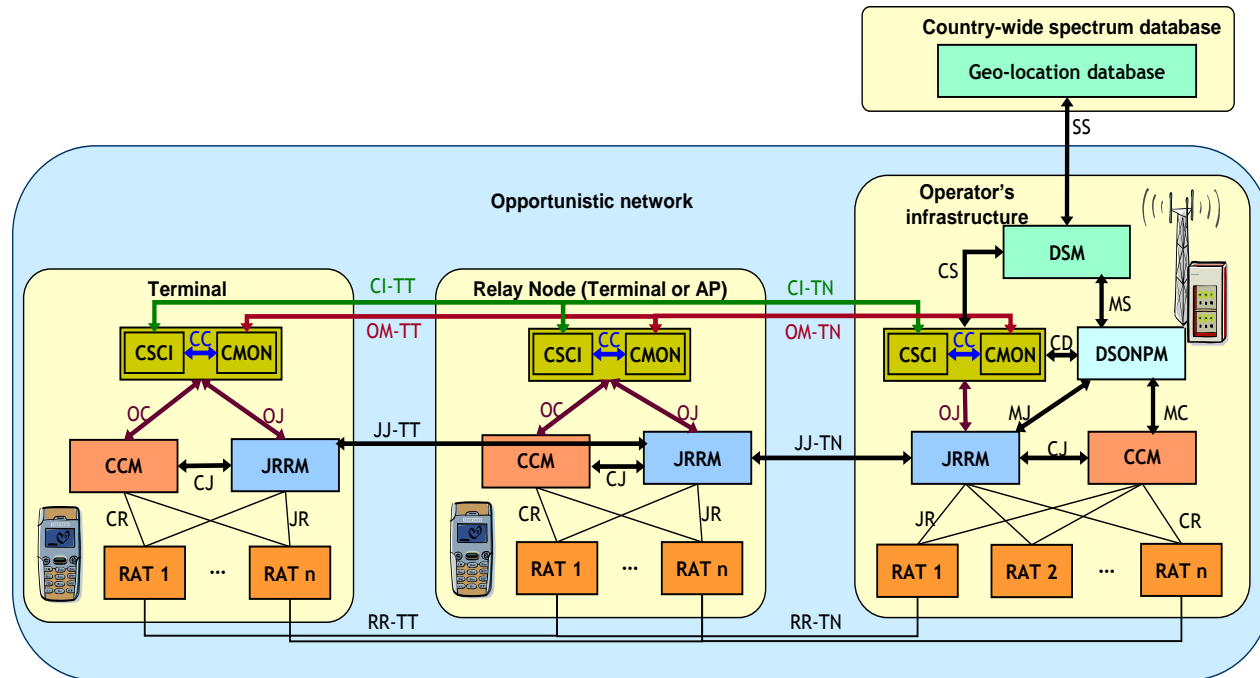 Country-wide spectrum database
Geo-location database
SS
Opportunistic network
Operator's
infrastructure
DSM
CS
MS
Terminal
CI-TT
Relay Node (Terminal or AP)
CI-TN
OM-TT
OM-TN
CSCI
CC
CMON
CSCI
CC
CMON
CSCI
CC
CMON
CD
DSONPM
OC
OJ
OC
OJ
OJ
MJ
MC
JJ-TT
JJ-TN
CCM
CJ
JRRM
CCM
CJ
JRRM
JRRM
CJ
CCM
CR
JR
CR
JR
JR
CR
RAT 1
...
RAT n
RAT 1
...
RAT n
RAT 1
RAT 2
...
RAT n
RR-TT
RR-TN